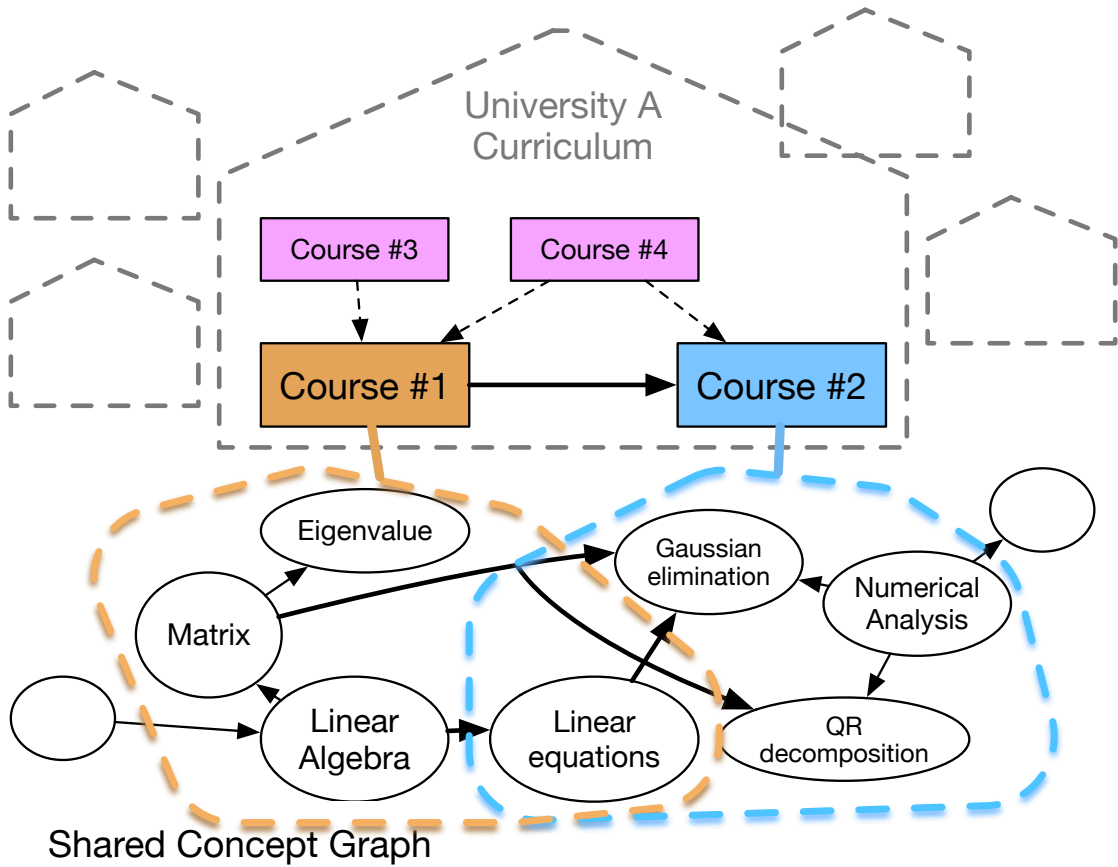 University A
Curriculum
Course #3
Course #4
Course #1
Course #2
Eigenvalue
Gaussian
elimination
Numerical
Analysis
Matrix
Linear
Algebra
Linear
equations
QR
decomposition
Shared Concept Graph